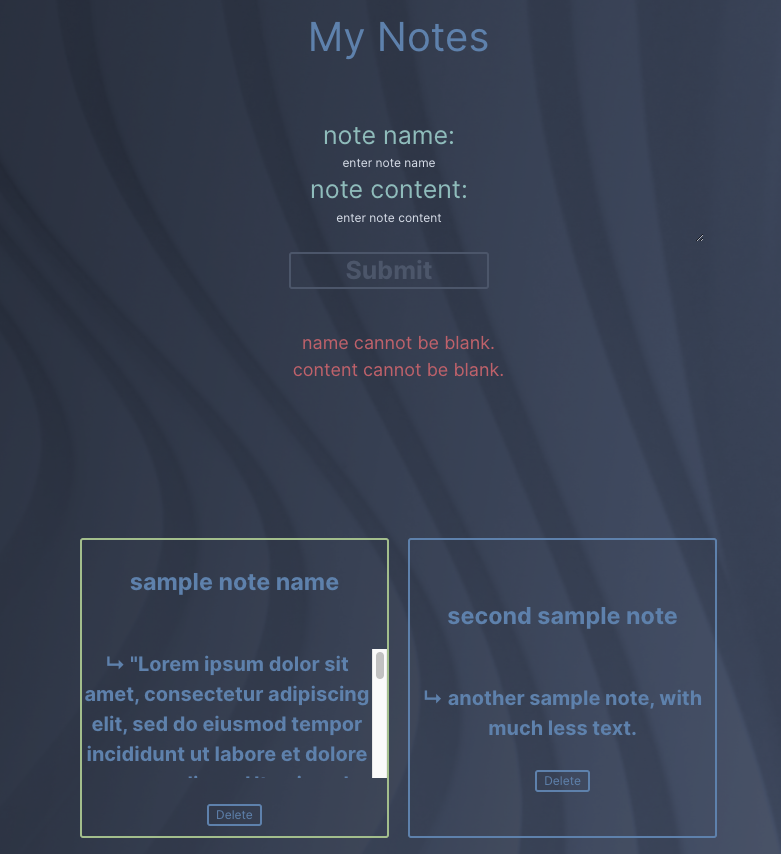 My Notes
note name:
enter note name
note content:
enter note content
Submit
name cannot be blank.
content cannot be blank.
sample note name
↳ "Lorem ipsum dolor sit
amet, consectetur adipiscing
elit, sed do eiusmod tempor
incididunt ut labore et dolore
Delete
second sample note
↳ another sample note, with
much less text.
Delete